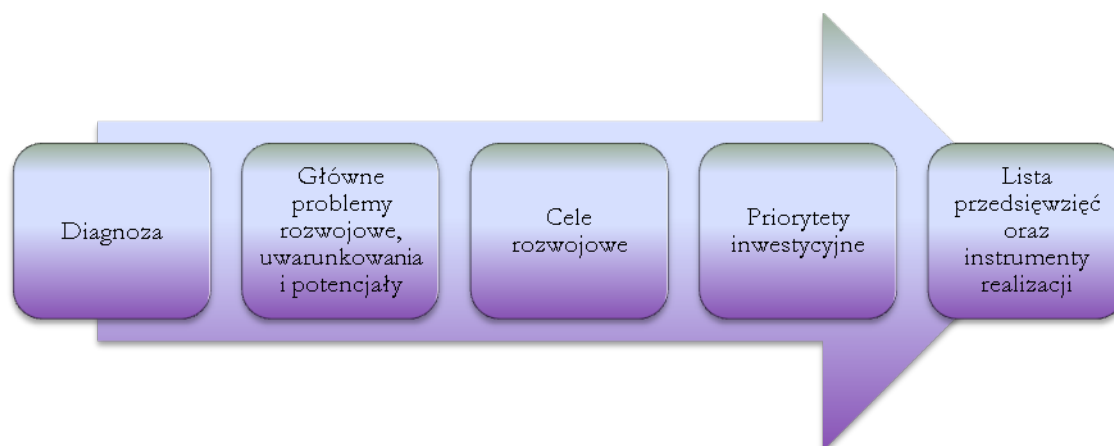 Diagnoza
Główne
problemy
rozwojowe,
uwarunkowania
i potencjały
Cele
rozwojowe
Priorytety
inwestycyjne
Lista
przedsięwzięć
oraz
instrumenty
realizacji